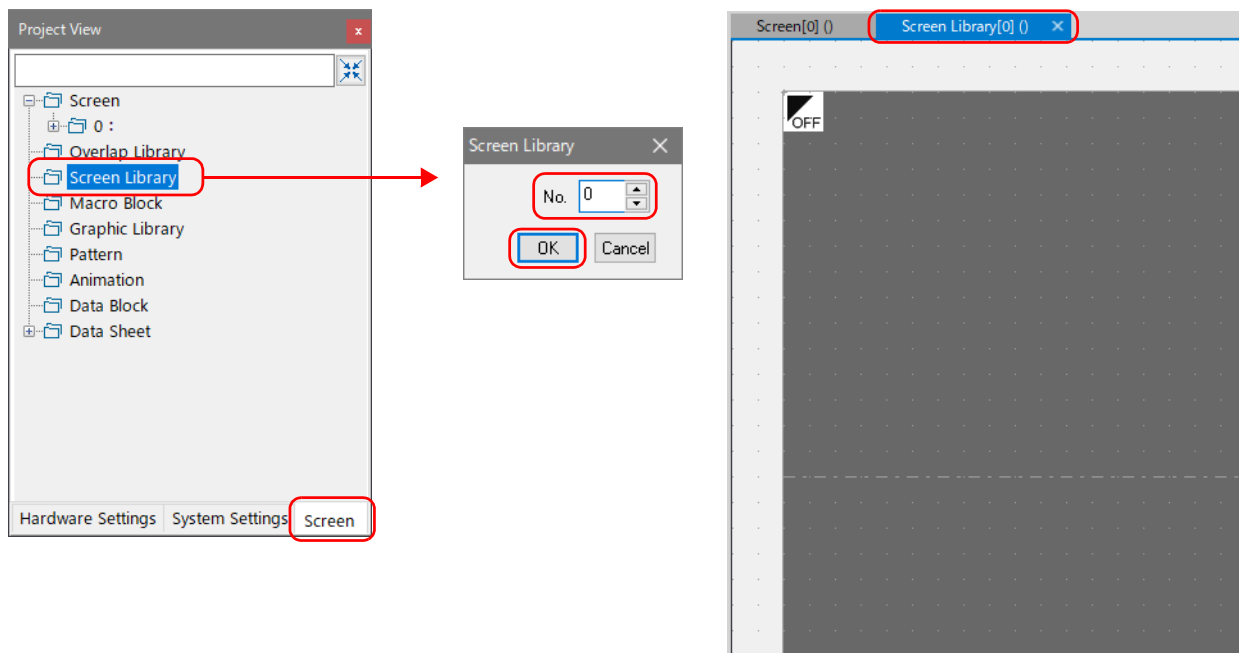 Project View
x
Screen
0 :
Overlap Library
Screen Library
Macro Block
Graphic Library
Pattern
Animation
Data Block
Data Sheet
Hardware Settings
System Settings
Screen
Screen Library
No. 0
OK
Cancel
Screen[0] ()
Screen Library[0] ()
OFF